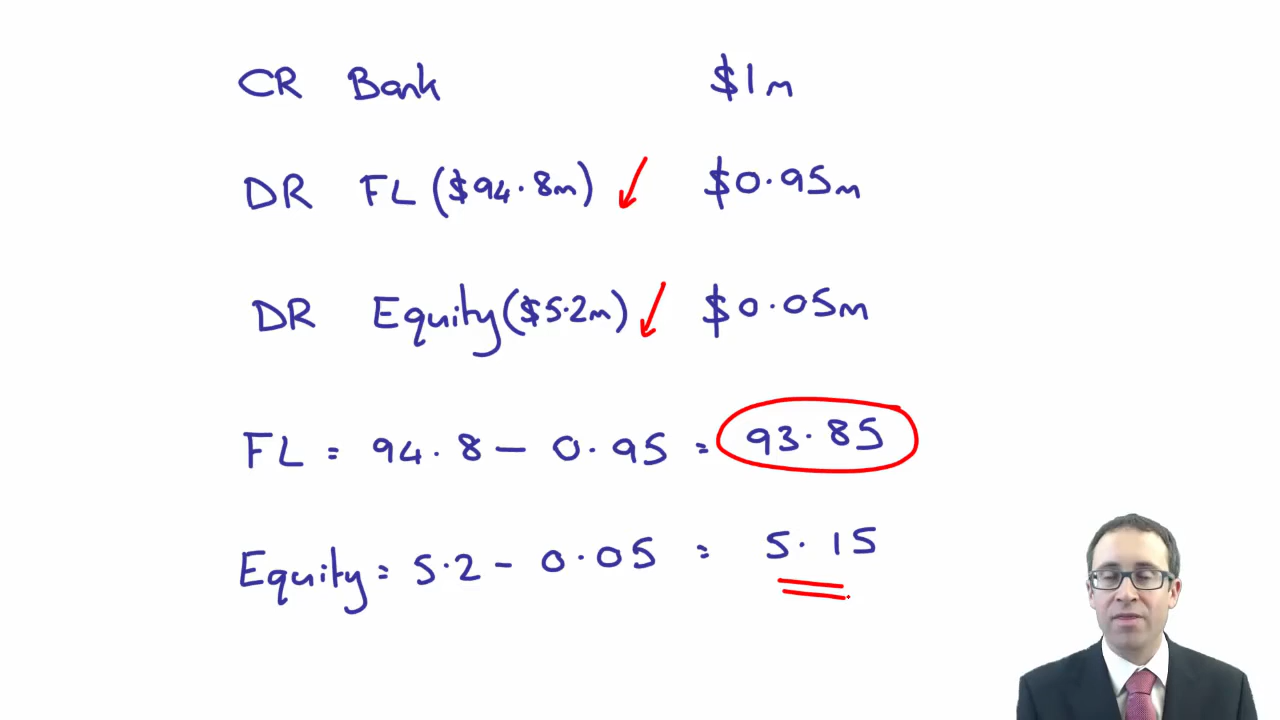 CR Bank $1m
DR FL ($94.8m) $0.95m
DR Equity ($5.2m) $0.05m
FL = 94.8 - 0.95 = 93.85
Equity = 5.2 - 0.05 = 5.15